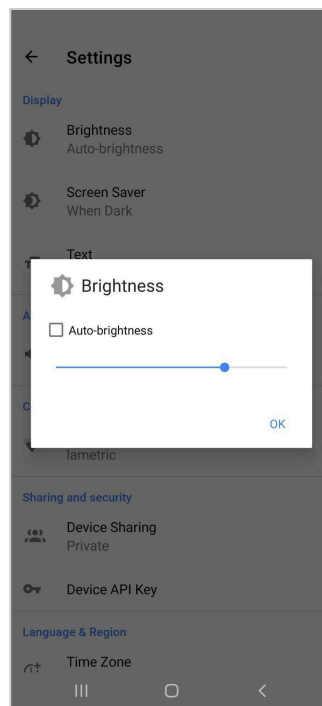 Settings
Display
Brightness
Auto-brightness
Screen Saver
When Dark
Text
Brightness
Auto-brightness
OK
lametric
Sharing and security
Device Sharing
Private
Device API Key
Language & Region
Time Zone